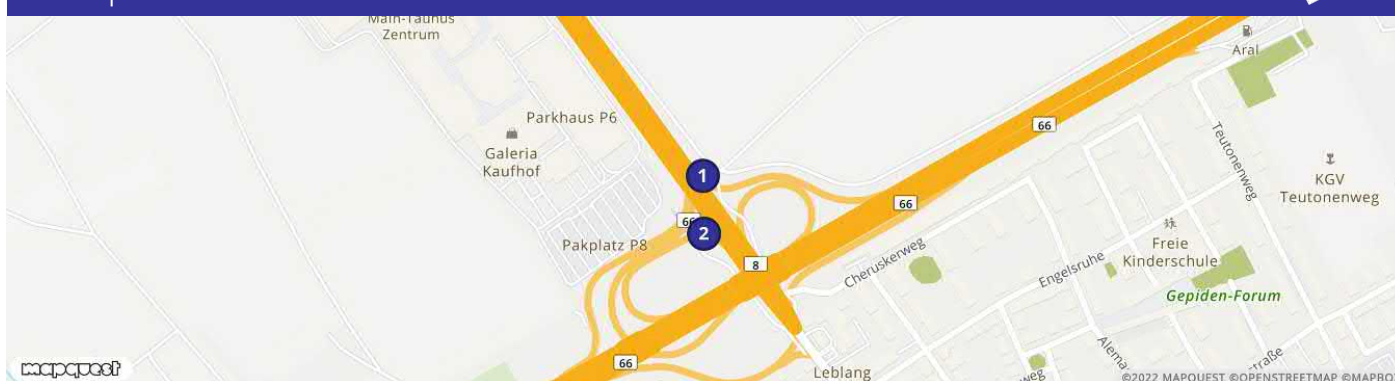 Main-Taunus
Zentrum
Aral
Parkhaus P6
66
Galeria
Kaufhof
Teutonenweg
KGV
Teutonenweg
1
66
66
2
Pakplatz P8
8
Cheruskerweg
Engelsruhe
Freie
Kinderschule
Gepiden-Forum
66
Leblang
mapquest
©2022 MAPQUEST ©OPENSTREETMAP ©MAPBO